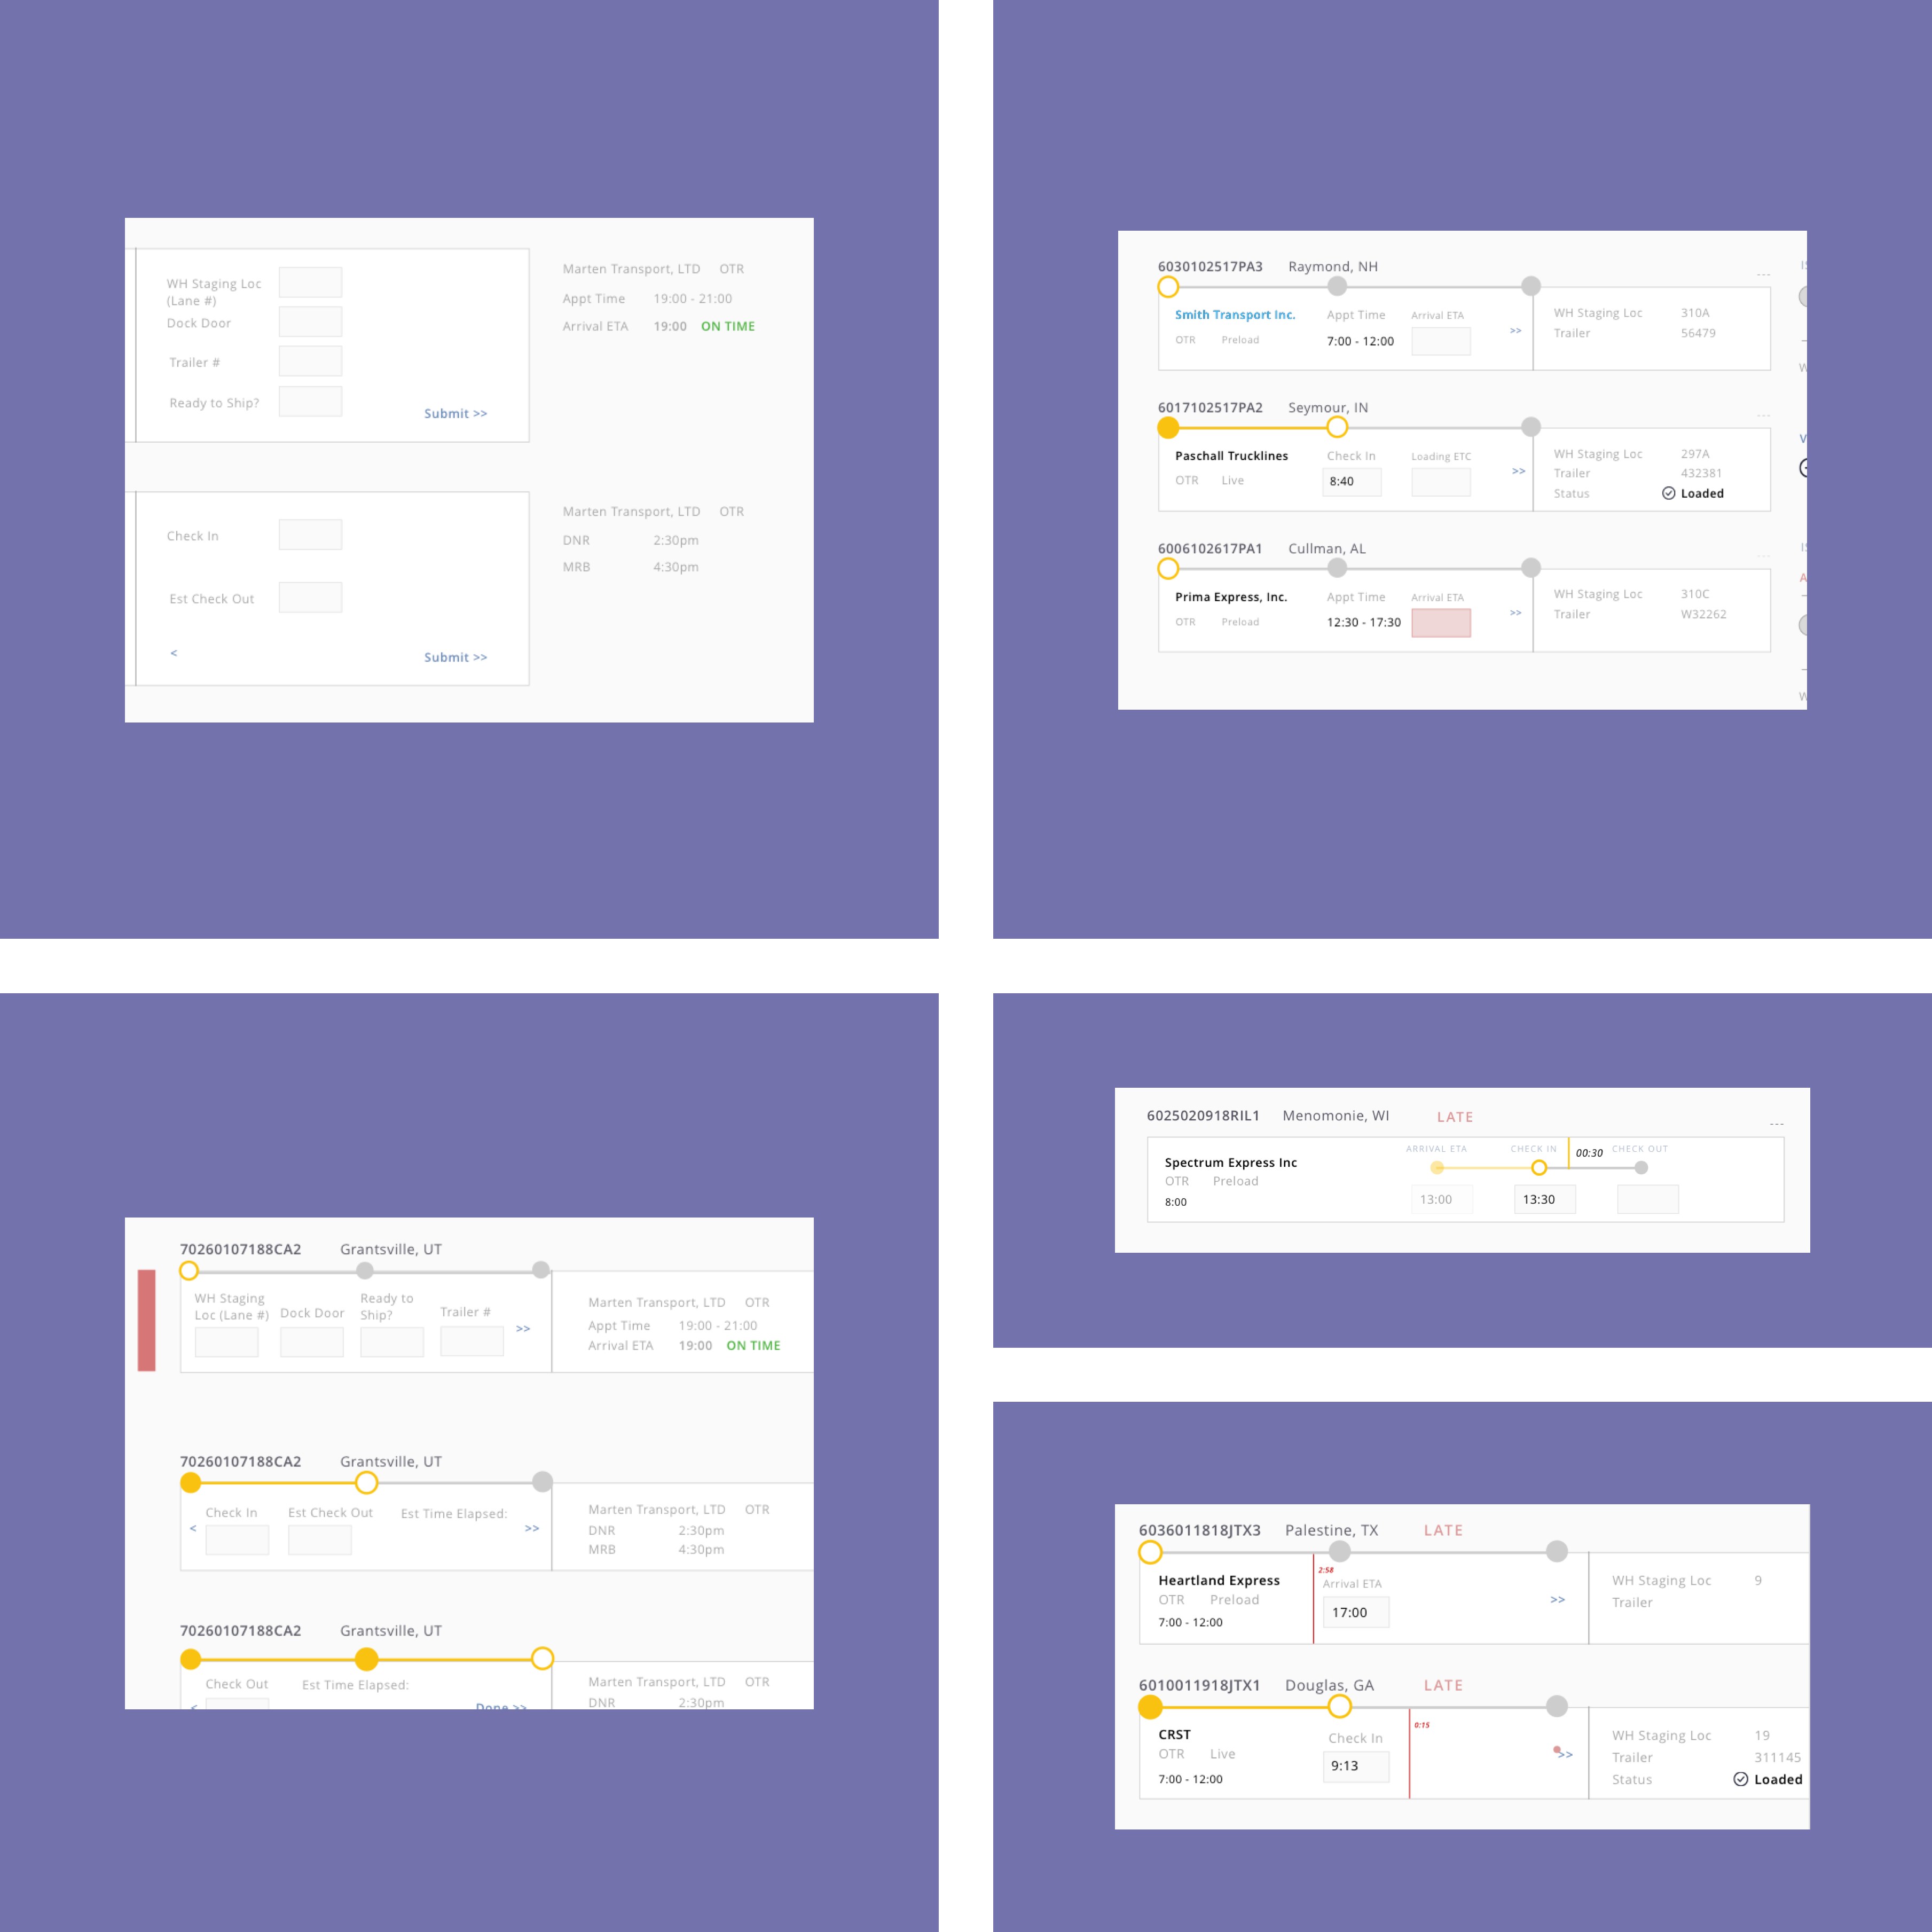 WH Staging Loc
(Lane #)
Dock Door
Trailer #
Ready to Ship?
Submit >>
Marten Transport, LTD OTR
Appt Time 19:00 - 21:00
Arrival ETA 19:00 ON TIME
Check In
Est Check Out
< Submit >>
Marten Transport, LTD OTR
DNR 2:30pm
MRB 4:30pm
6030102517PA3 Raymond, NH ---
Smith Transport Inc. Appt Time Arrival ETA >>
OTR Preload 7:00 - 12:00
WH Staging Loc 310A
Trailer 56479
6017102517PA2 Seymour, IN ---
Paschall Trucklines Check In Loading ETC >>
OTR Live 8:40
WH Staging Loc 297A
Trailer 432381
Status Loaded
6006102617PA1 Cullman, AL ---
Prima Express, Inc. Appt Time Arrival ETA >>
OTR Preload 12:30 - 17:30
WH Staging Loc 310C
Trailer W32262
70260107188CA2 Grantsville, UT
WH Staging
Loc (Lane #) Dock Door Ready to
Ship? Trailer # >>
Marten Transport, LTD OTR
Appt Time 19:00 - 21:00
Arrival ETA 19:00 ON TIME
70260107188CA2 Grantsville, UT
< Check In Est Check Out Est Time Elapsed: >>
Marten Transport, LTD OTR
DNR 2:30pm
MRB 4:30pm
70260107188CA2 Grantsville, UT
Check Out Est Time Elapsed:
< Done >>
Marten Transport, LTD OTR
DNR 2:30pm
6025020918RIL1 Menomonie, WI LATE ---
ARRIVAL ETA CHECK IN 00:30 CHECK OUT
Spectrum Express Inc
OTR Preload
8:00
13:00 13:30
6036011818JTX3 Palestine, TX LATE
2:58
Heartland Express Arrival ETA
OTR Preload >>
7:00 - 12:00 17:00
WH Staging Loc 9
Trailer
6010011918JTX1 Douglas, GA LATE
0:15
CRST Check In
OTR Live >>
7:00 - 12:00 9:13
WH Staging Loc 19
Trailer 311145
Status Loaded